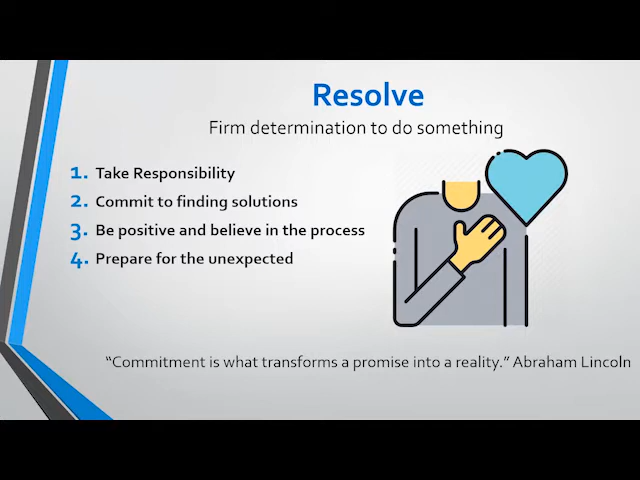 Resolve
Firm determination to do something
1. Take Responsibility
2. Commit to finding solutions
3. Be positive and believe in the process
4. Prepare for the unexpected
“Commitment is what transforms a promise into a reality.” Abraham Lincoln